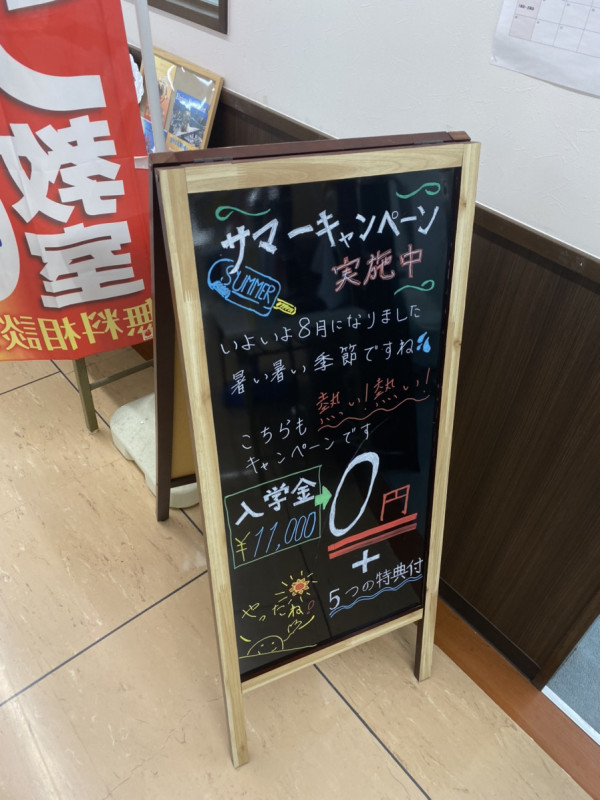 サマーキャンペーン
実施中
SUMMER
いよいよ8月になりました
暑い暑い季節ですね
熱い!熱い!
こちらも
キャンペーンです
入学金
¥11,000
0円
+
5つの特典付
やったね!
室
無料相談